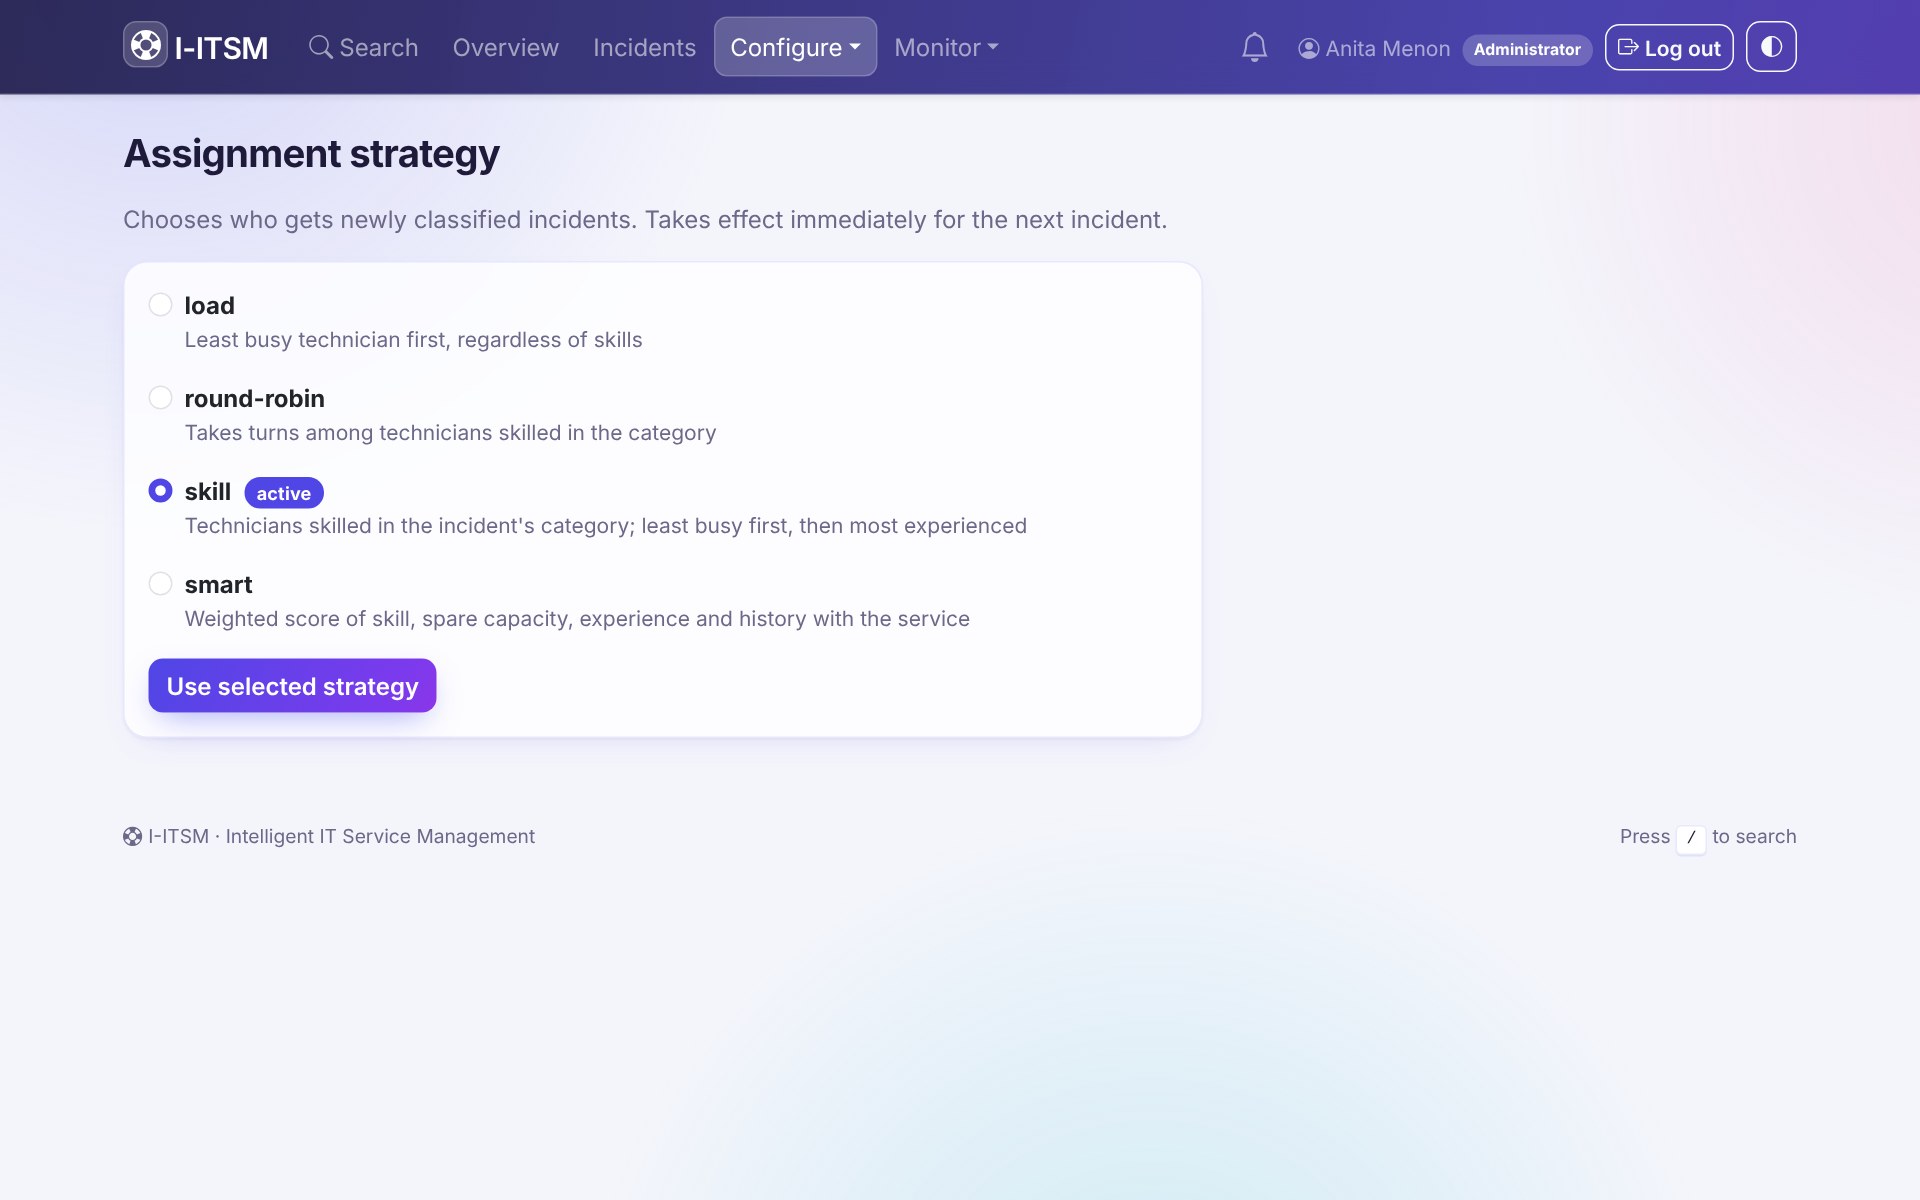 I-ITSM Search Overview Incidents Configure Monitor Anita Menon Administrator Log out
Assignment strategy
Chooses who gets newly classified incidents. Takes effect immediately for the next incident.
load
Least busy technician first, regardless of skills
round-robin
Takes turns among technicians skilled in the category
skill active
Technicians skilled in the incident's category; least busy first, then most experienced
smart
Weighted score of skill, spare capacity, experience and history with the service
Use selected strategy
I-ITSM · Intelligent IT Service Management Press / to search